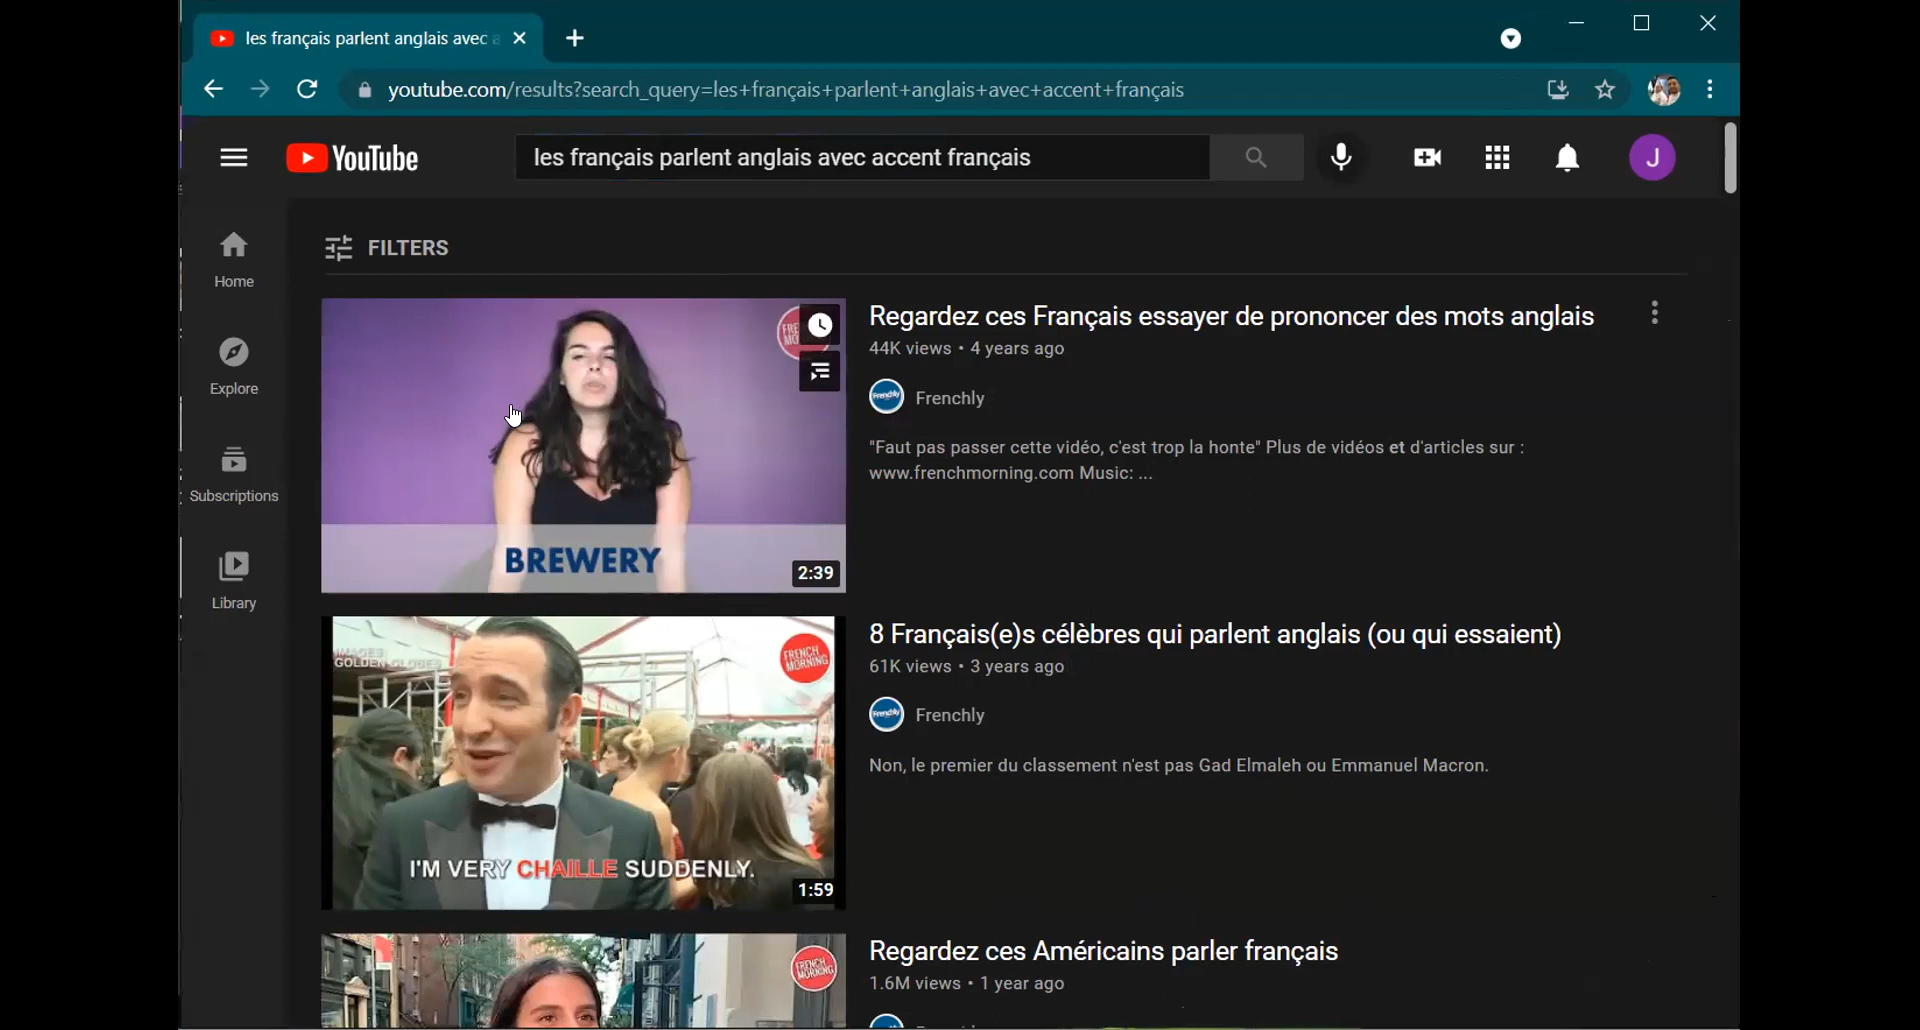 les français parlent anglais avec
youtube.com/results?search_query=les+français+parlent+anglais+avec+accent+français
YouTube
les français parlent anglais avec accent français
J
Home
Explore
Subscriptions
Library
FILTERS
BREWERY
2:39
Regardez ces Français essayer de prononcer des mots anglais
44K views • 4 years ago
Frenchly
Frenchly
"Faut pas passer cette vidéo, c'est trop la honte" Plus de vidéos et d'articles sur :
www.frenchmorning.com Music: ...
IMAGES
GOLDEN GLOBES
FRENCH
MORNING
I'M VERY CHAILLE SUDDENLY.
1:59
8 Français(e)s célèbres qui parlent anglais (ou qui essaient)
61K views • 3 years ago
Frenchly
Frenchly
Non, le premier du classement n'est pas Gad Elmaleh ou Emmanuel Macron.
FRENCH
MORNING
Regardez ces Américains parler français
1.6M views • 1 year ago